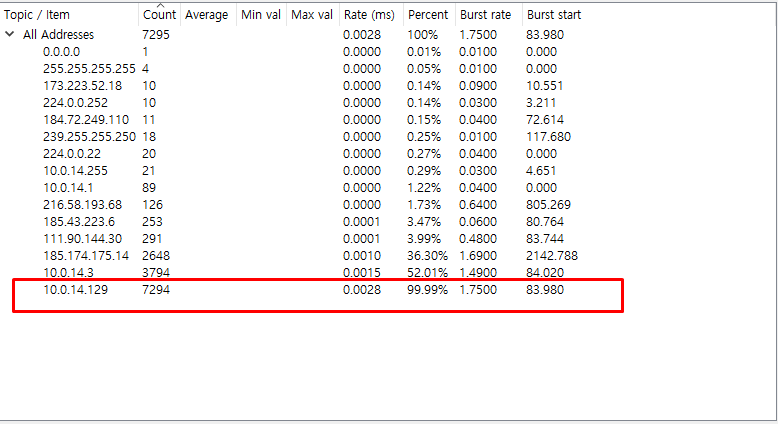 Topic / Item Count Average Min val Max val Rate (ms) Percent Burst rate Burst start
All Addresses 7295 0.0028 100% 1.7500 83.980
0.0.0.0 1 0.0000 0.01% 0.0100 0.000
255.255.255.255 4 0.0000 0.05% 0.0100 0.000
173.223.52.18 10 0.0000 0.14% 0.0900 10.551
224.0.0.252 10 0.0000 0.14% 0.0300 3.211
184.72.249.110 11 0.0000 0.15% 0.0400 72.614
239.255.255.250 18 0.0000 0.25% 0.0100 117.680
224.0.0.22 20 0.0000 0.27% 0.0400 0.000
10.0.14.255 21 0.0000 0.29% 0.0300 4.651
10.0.14.1 89 0.0000 1.22% 0.0400 0.000
216.58.193.68 126 0.0000 1.73% 0.6400 805.269
185.43.223.6 253 0.0001 3.47% 0.0600 80.764
111.90.144.30 291 0.0001 3.99% 0.4800 83.744
185.174.175.14 2648 0.0010 36.30% 1.6900 2142.788
10.0.14.3 3794 0.0015 52.01% 1.4900 84.020
10.0.14.129 7294 0.0028 99.99% 1.7500 83.980